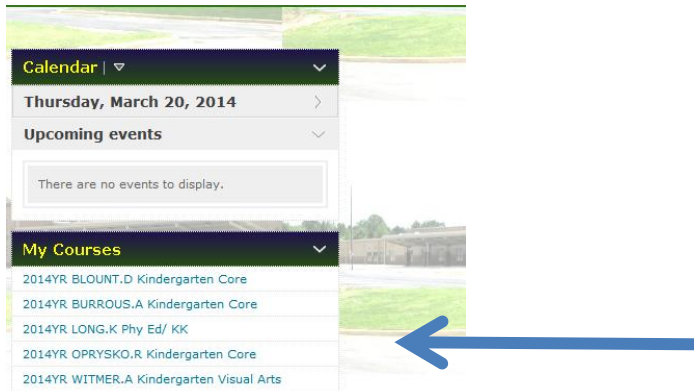 Calendar |
Thursday, March 20, 2014
Upcoming events
There are no events to display.
My Courses
2014YR BLOUNT.D Kindergarten Core
2014YR BURROUS.A Kindergarten Core
2014YR LONG.K Phy Ed/ KK
2014YR OPRYSKO.R Kindergarten Core
2014YR WITMER.A Kindergarten Visual Arts